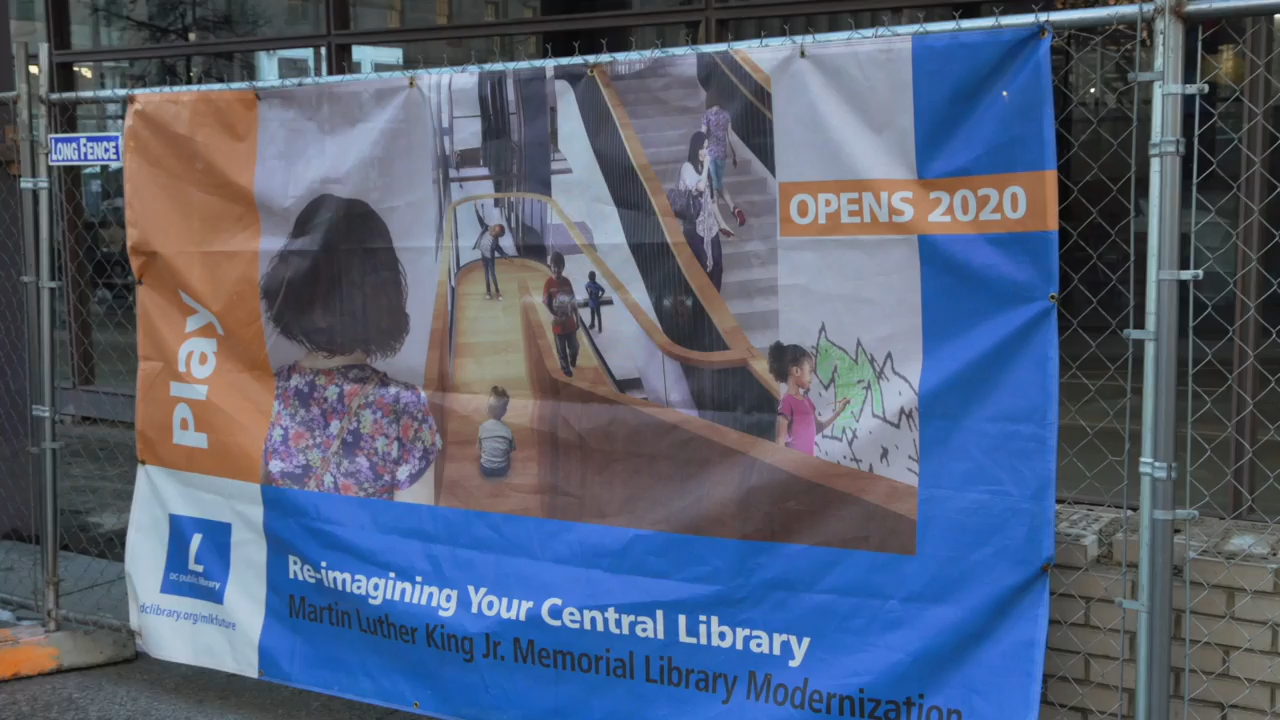 LONG FENCE
OPENS 2020
Play
dc public library
dclibrary.org/mlkfuture
Re-imagining Your Central Library
Martin Luther King Jr. Memorial Library Modernization